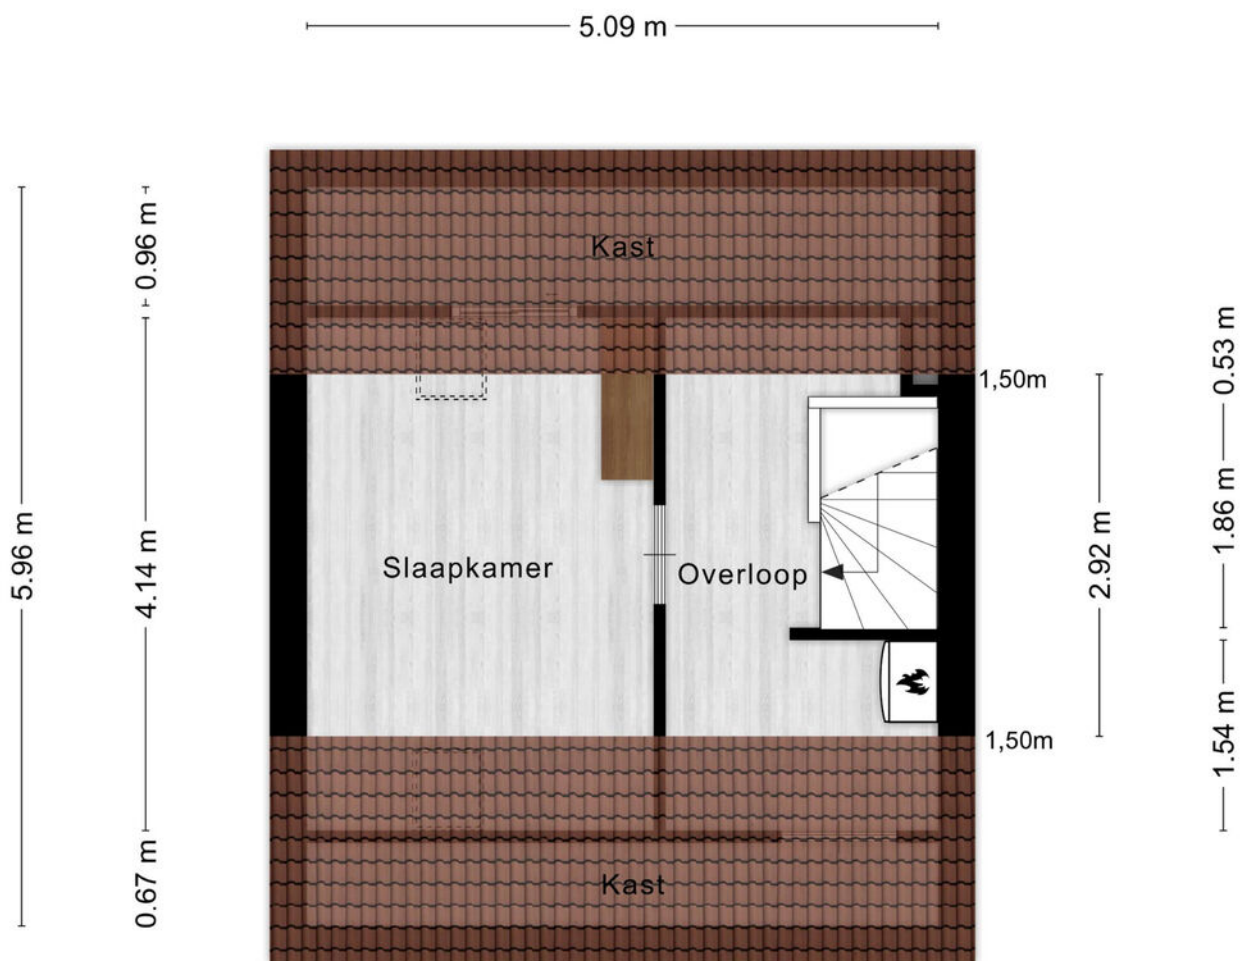 5.09 m
Kast
0.96 m
5.96 m
4.14 m
0.67 m
1,50m
0.53 m
1.86 m
2.92 m
1.54 m
Slaapkamer
Overloop
1,50m
Kast